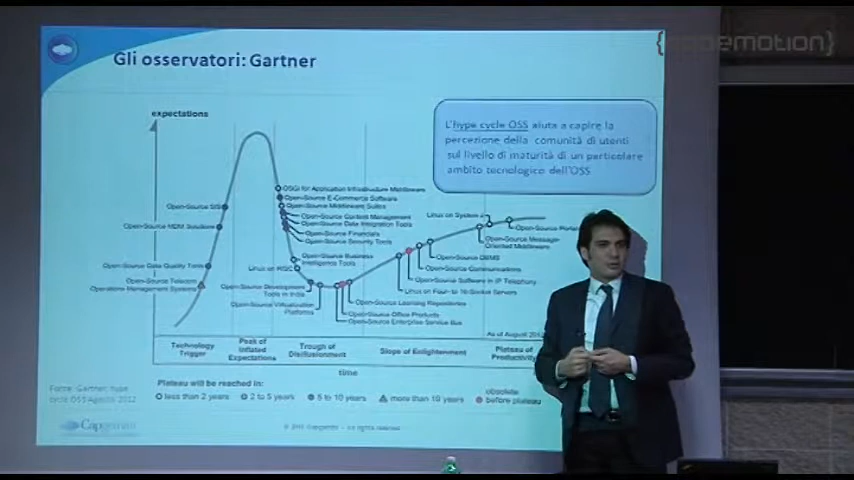 Gli osservatori: Gartner
{codemotion}
expectations
L'hype cycle OSS aiuta a capire la
percezione della comunità di utenti
sul livello di maturità di un particolare
ambito tecnologico dell'OSS
OSGi for Application Infrastructure Middleware
Open-Source E-Commerce Software
Open-Source Middleware Suites
Open-Source SIS
Open-Source Content Management
Open-Source Data Integration Tools
Open-Source MDM Solutions
Open-Source Financials
Open-Source Security Tools
Linux on System z
Open-Source Portals
Open-Source Message-
Oriented Middleware
Open-Source Business
Intelligence Tools
Open-Source DBMS
Open-Source Data Quality Tools
Linux on RISC
Open-Source Communications
Open-Source Telecom
Operations Management Systems
Open-Source Software in IP Telephony
Open-Source Development
Tools in India
Linux on Four- to 16-Socket Servers
Open-Source Virtualization
Platforms
Open-Source Learning Repositories
Open-Source Office Products
Open-Source Enterprise Service Bus
As of August
Technology
Trigger
Peak of
Inflated
Expectations
Trough of
Disillusionment
Slope of Enlightenment
Plateau of
Productivity
time
Plateau will be reached in:
less than 2 years
2 to 5 years
5 to 10 years
more than 10 years
obsolete
before plateau
Fonte: Gartner, hype
cycle OSS Agosto 2012
Capgemini
All rights reserved